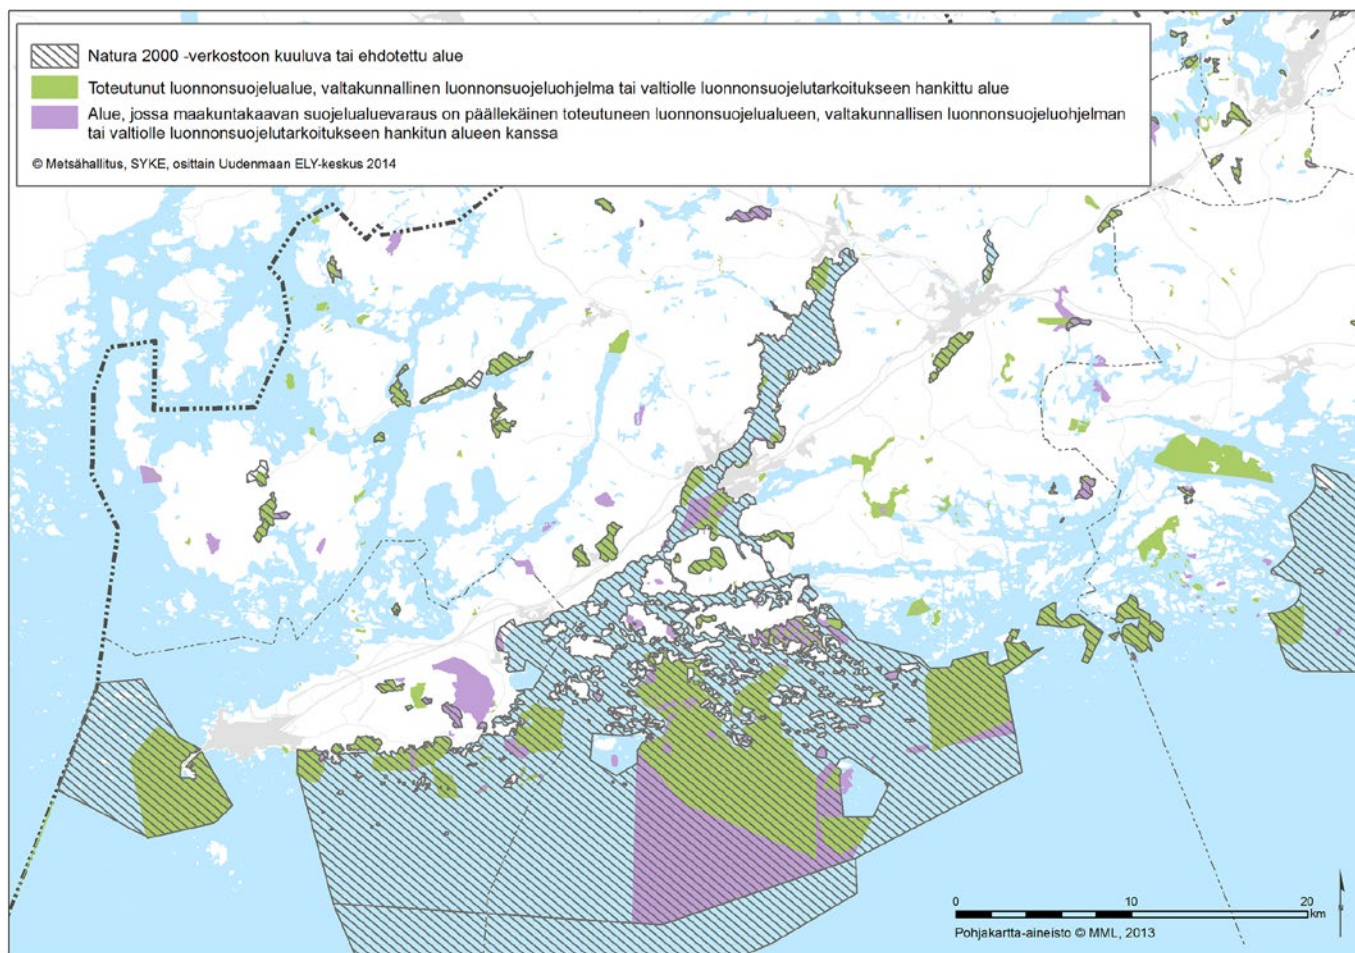 Natura 2000 -verkostoon kuuluva tai ehdotettu alue
Toteutunut luonnonsuojelualue, valtakunnallinen luonnonsuojeluohjelma tai valtiolle luonnonsuojelutarkoitukseen hankittu alue
Alue, jossa maakuntakaavan suojelualuevaraus on päällekäinen toteutuneen luonnonsuojelualueen, valtakunnallisen luonnonsuojeluohjelman
tai valtiolle luonnonsuojelutarkoitukseen hankitun alueen kanssa
© Metsähallitus, SYKE, osittain Uudenmaan ELY-keskus 2014
0 10 20
km
Pohjakartta-aineisto © MML, 2013